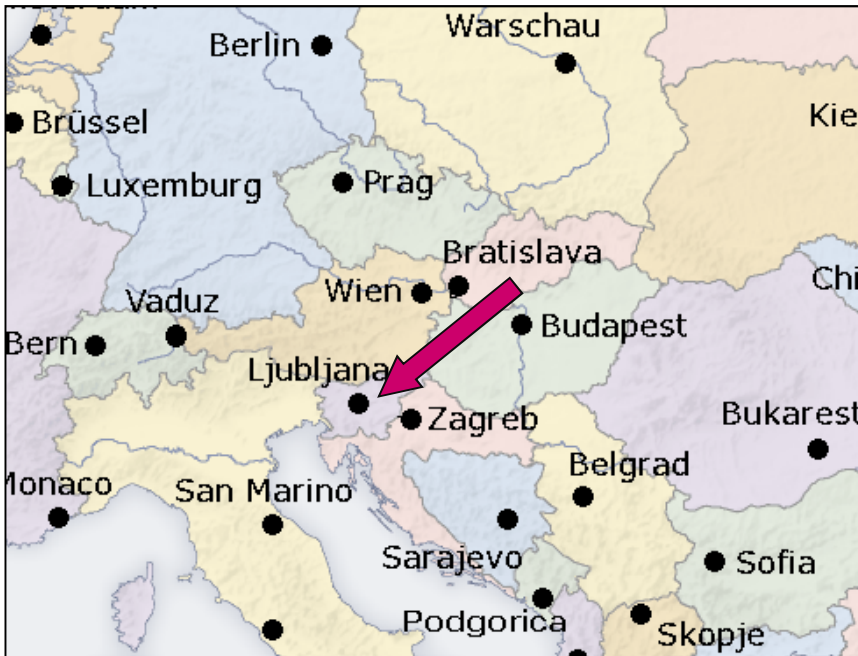 Warschau
Berlin
Kie
Brüssel
Prag
Luxemburg
Bratislava
Chi
Wien
Vaduz
Budapest
Bern
Ljubljana
Bukarest
Zagreb
Belgrad
Monaco
San Marino
Sarajevo
Sofia
Podgorica
Skopje